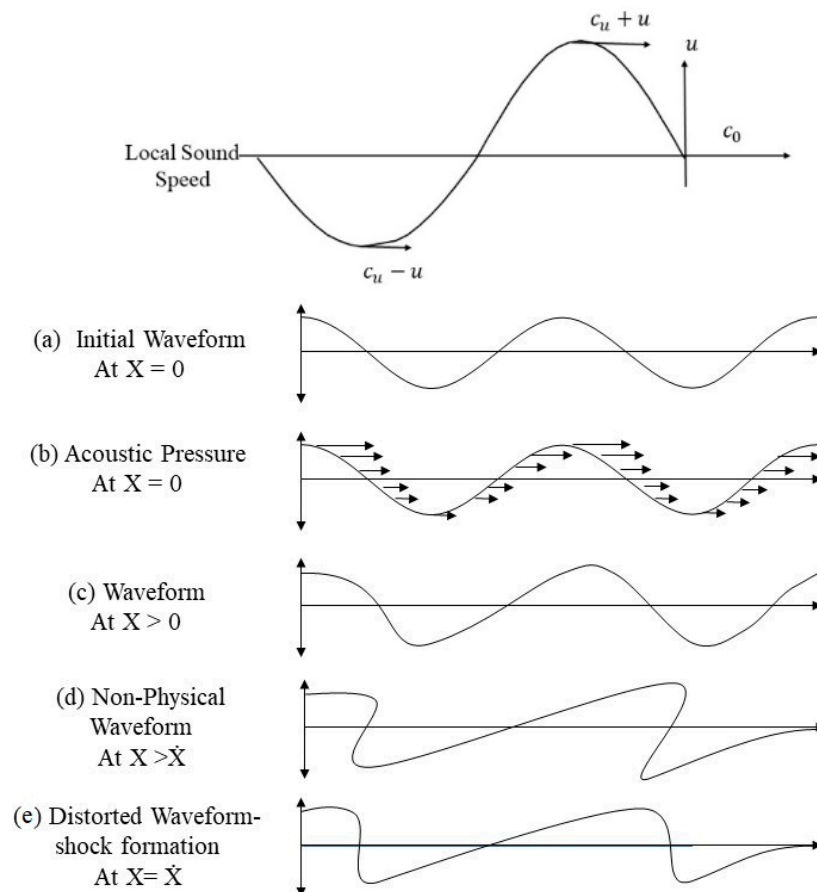 c_u + u
u
c_0
Local Sound
Speed
c_u − u
(a) Initial Waveform
At X = 0
(b) Acoustic Pressure
At X = 0
(c) Waveform
At X > 0
(d) Non-Physical
Waveform
At X >Ẋ
(e) Distorted Waveform-
shock formation
At X= Ẋ